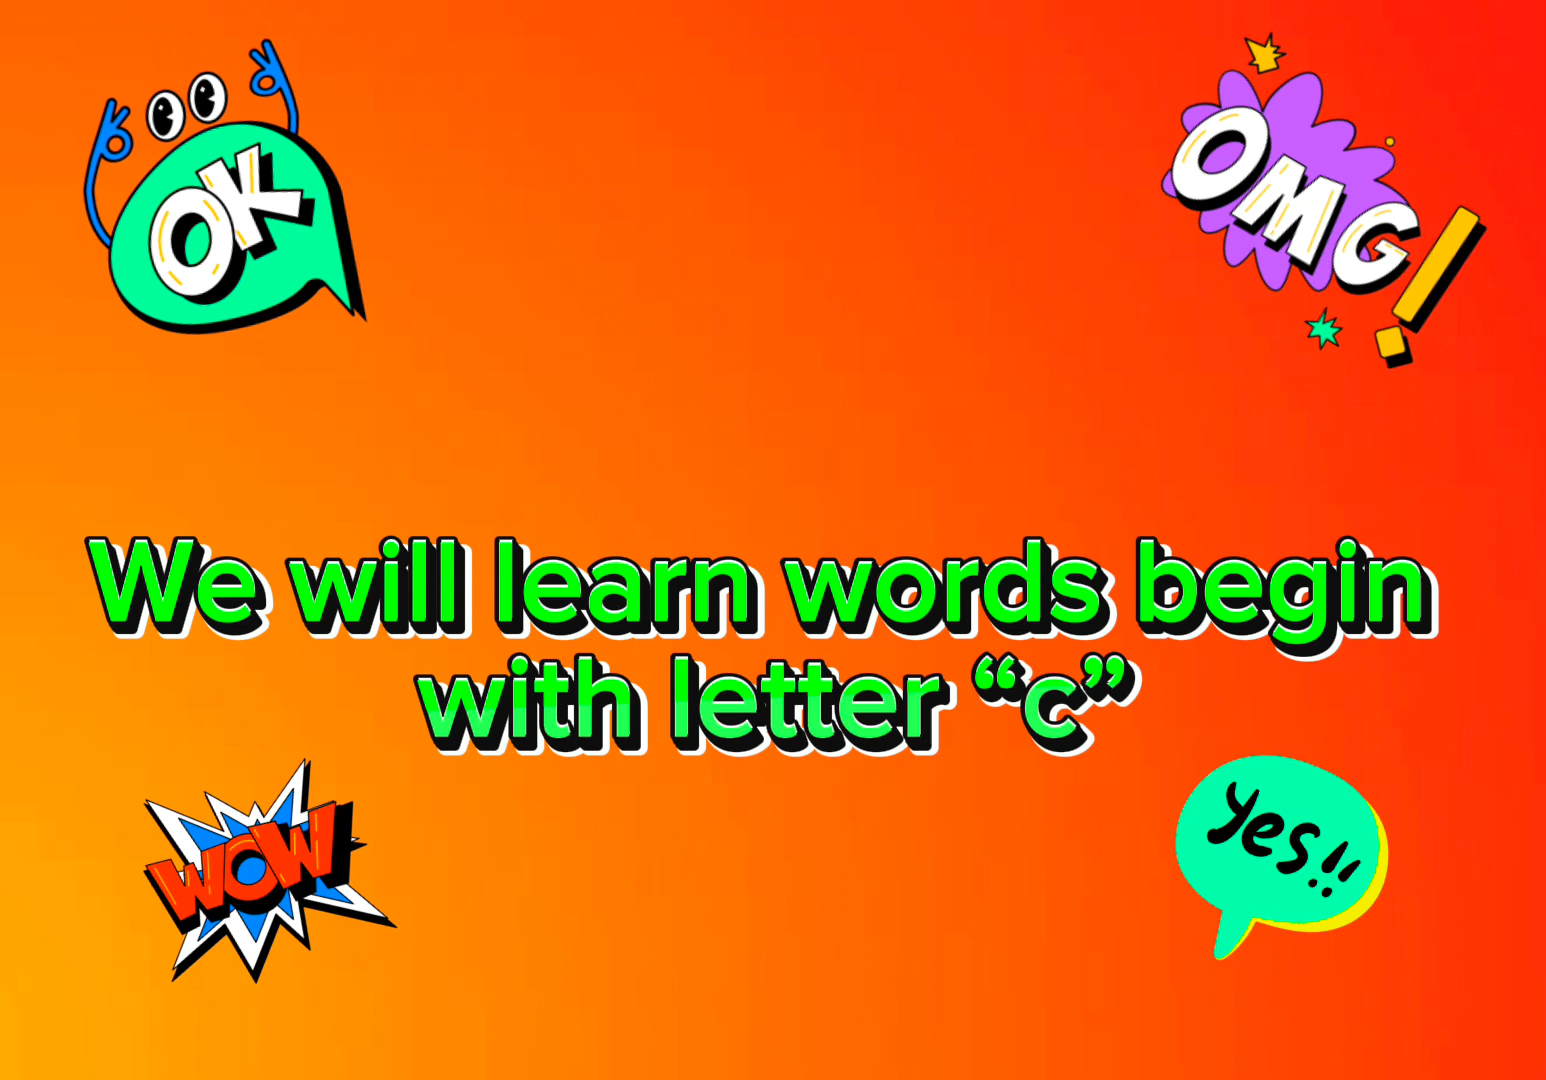 OK
OMG!
We will learn words begin
with letter “c”
WOW
yes!!